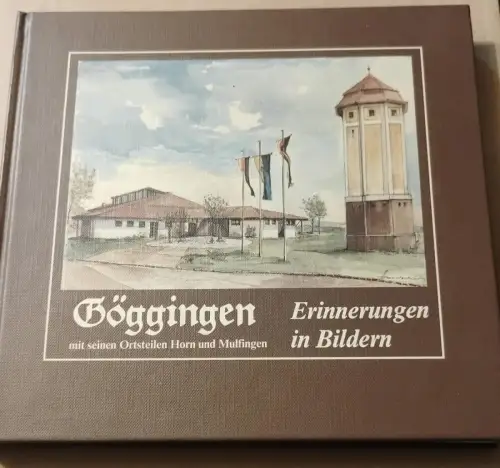 Göggingen
mit seinen Ortsteilen Horn und Mulfingen
Erinnerungen
in Bildern